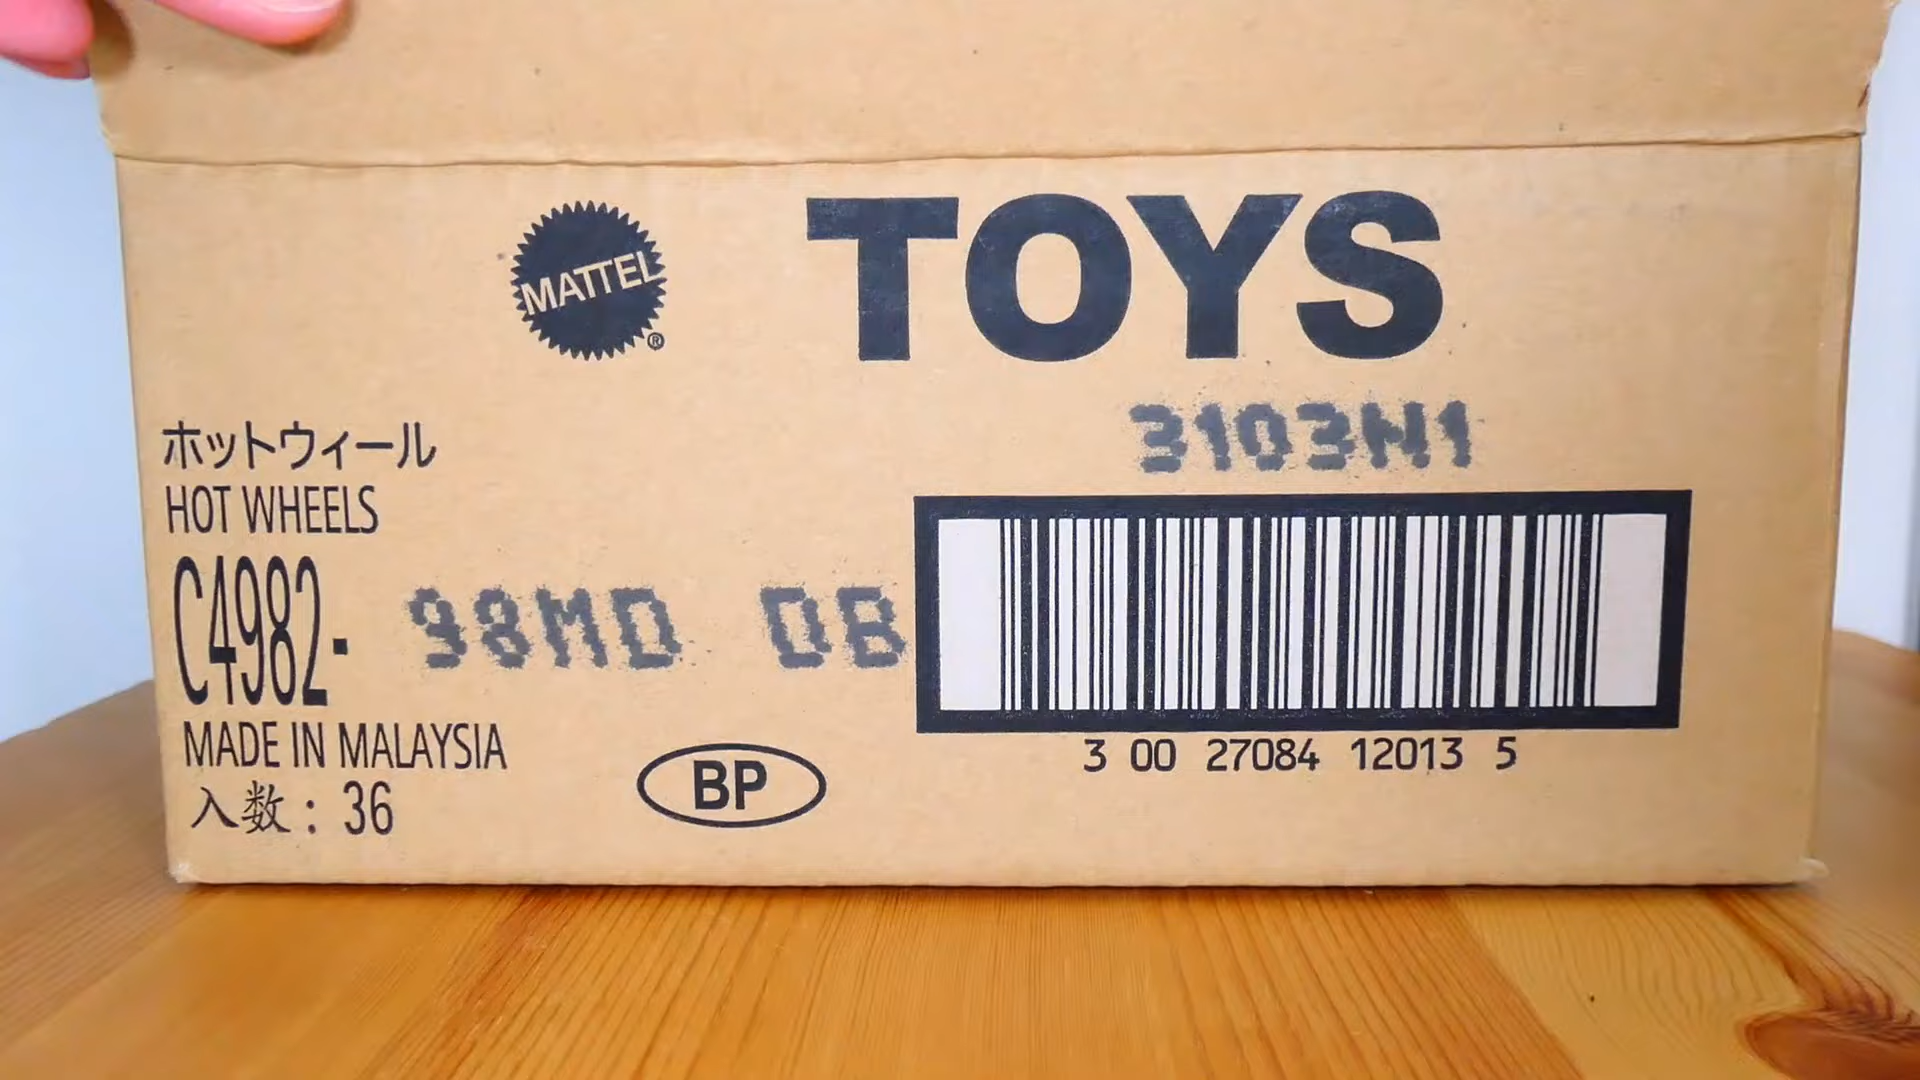 MATTEL®
TOYS
3103N1
ホットウィール
HOT WHEELS
C4982- 98MD DB
MADE IN MALAYSIA
入数: 36
BP
3 00 27084 12013 5